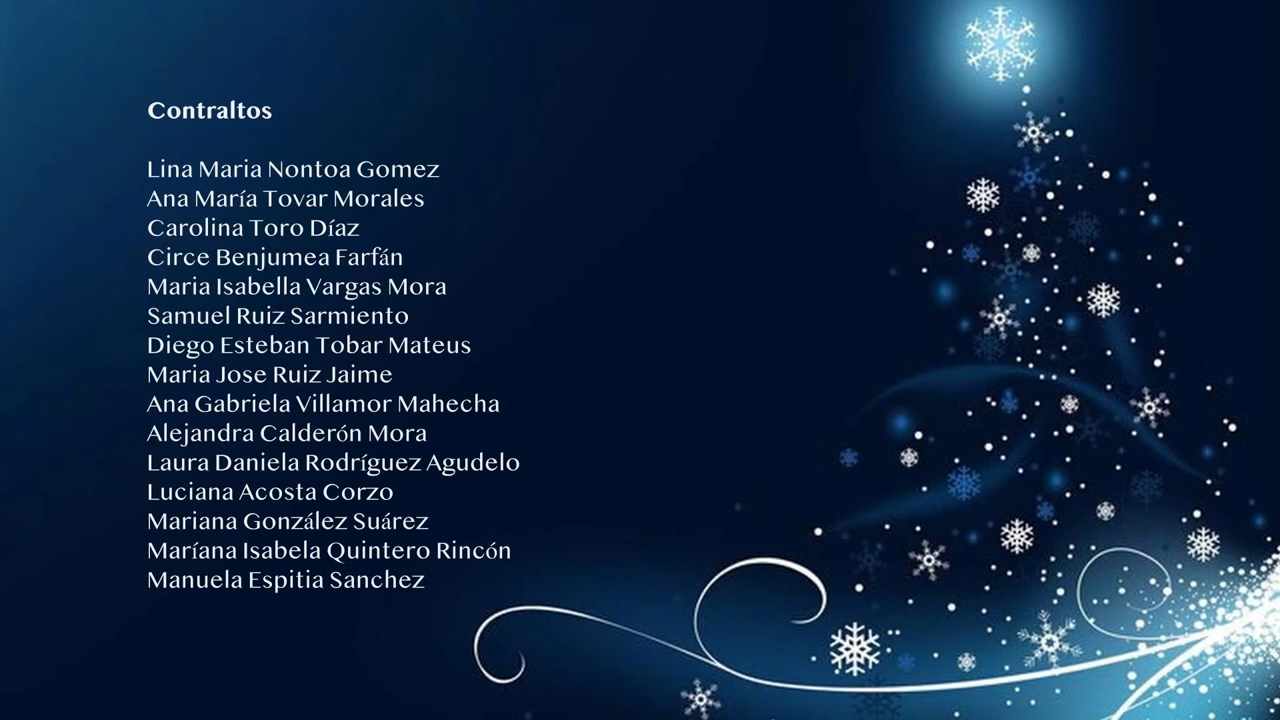 Contraltos
Lina Maria Nontoa Gomez
Ana María Tovar Morales
Carolina Toro Díaz
Circe Benjumea Farfán
Maria Isabella Vargas Mora
Samuel Ruiz Sarmiento
Diego Esteban Tobar Mateus
Maria Jose Ruiz Jaime
Ana Gabriela Villamor Mahecha
Alejandra Calderón Mora
Laura Daniela Rodríguez Agudelo
Luciana Acosta Corzo
Mariana González Suárez
Maríana Isabela Quintero Rincón
Manuela Espitia Sanchez